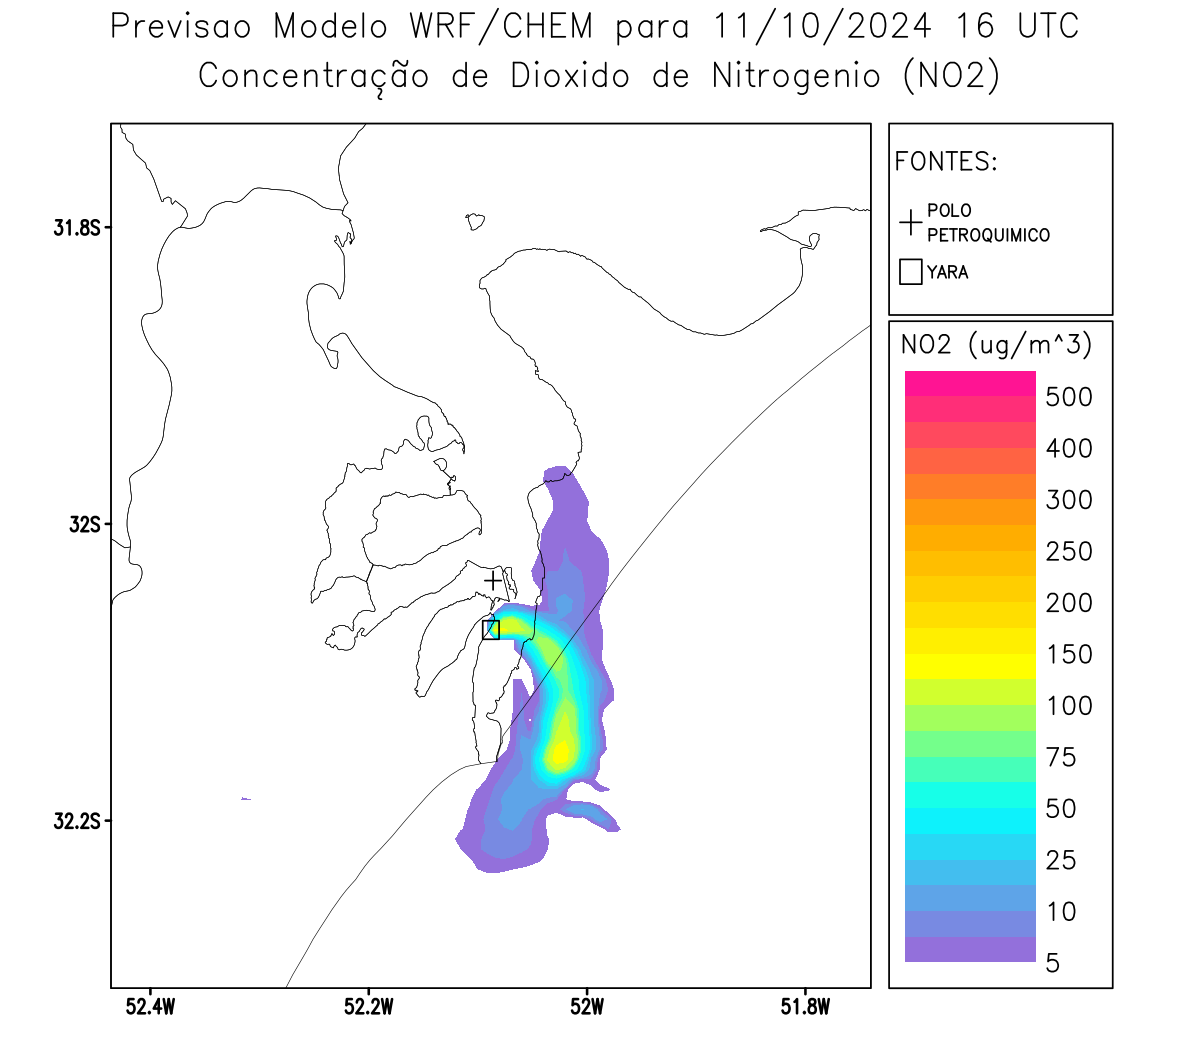 Previsao Modelo WRF/CHEM para 11/10/2024 16 UTC
Concentração de Dioxido de Nitrogenio (NO2)
FONTES:
POLO
PETROQUIMICO
YARA
NO2 (ug/m^3)
500
400
300
250
200
150
100
75
50
25
10
5
31.8S
32S
32.2S
52.4W
52.2W
52W
51.8W